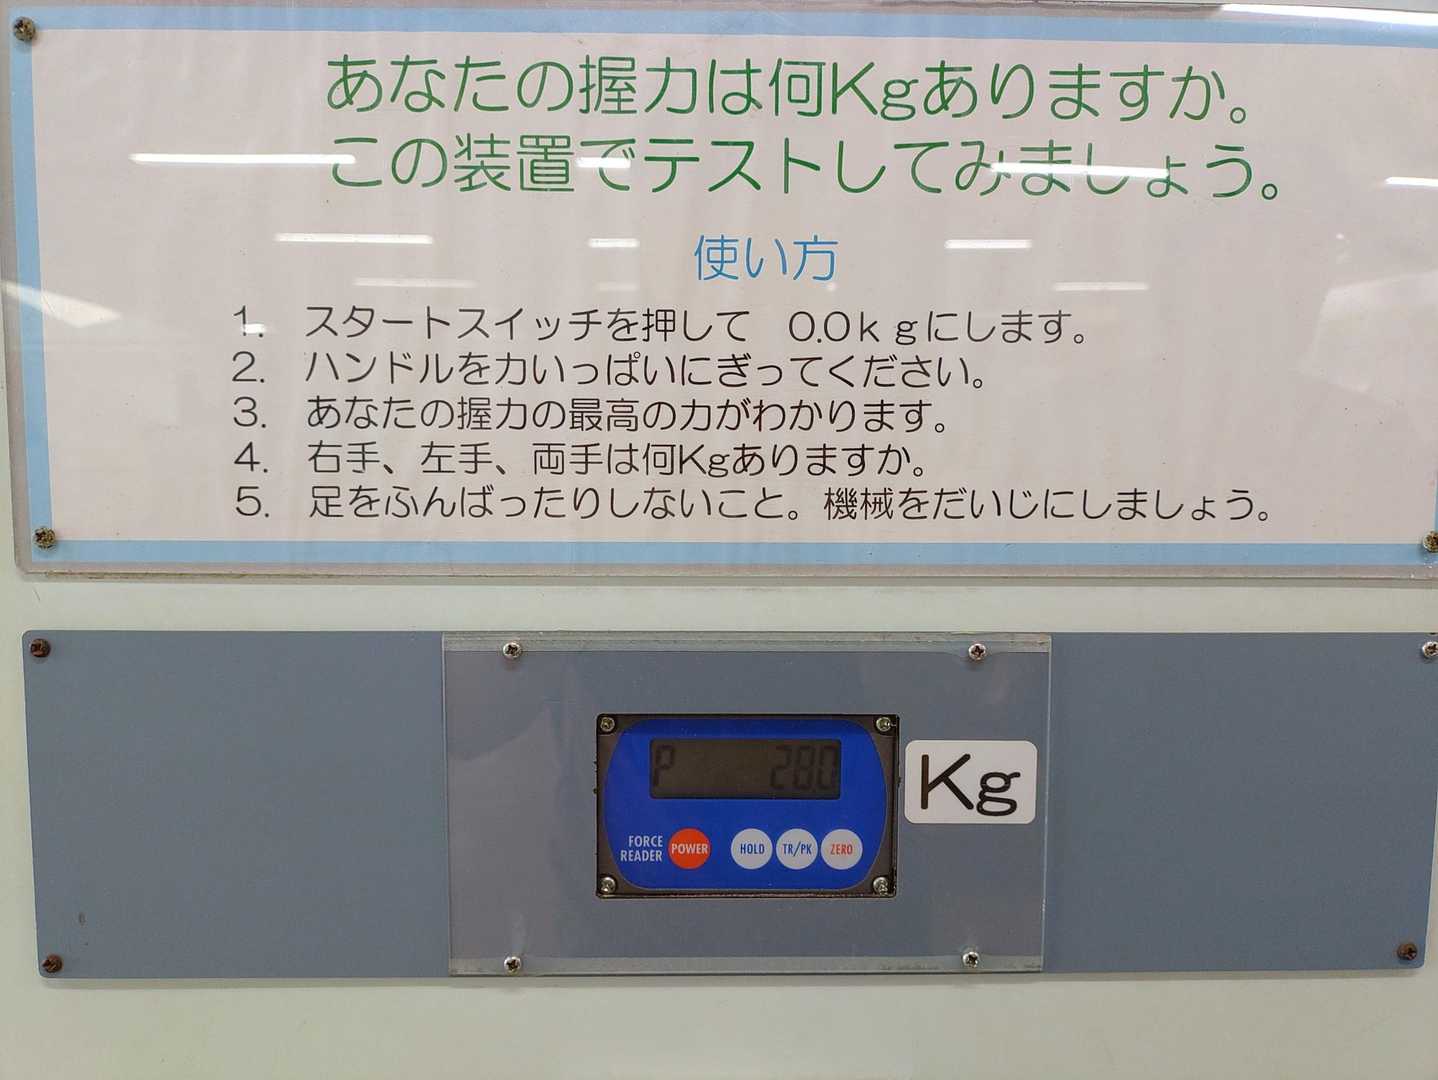 あなたの握力は何Kgありますか。
この装置でテストしてみましょう。
使い方
1. スタートスイッチを押して 0.0kgにします。
2. ハンドルを力いっぱいにぎってください。
3. あなたの握力の最高の力がわかります。
4. 右手、左手、両手は何Kgありますか。
5. 足をふんばったりしないこと。機械をだいじにしましょう。
P 280
Kg
FORCE READER POWER HOLD TR/PK ZERO